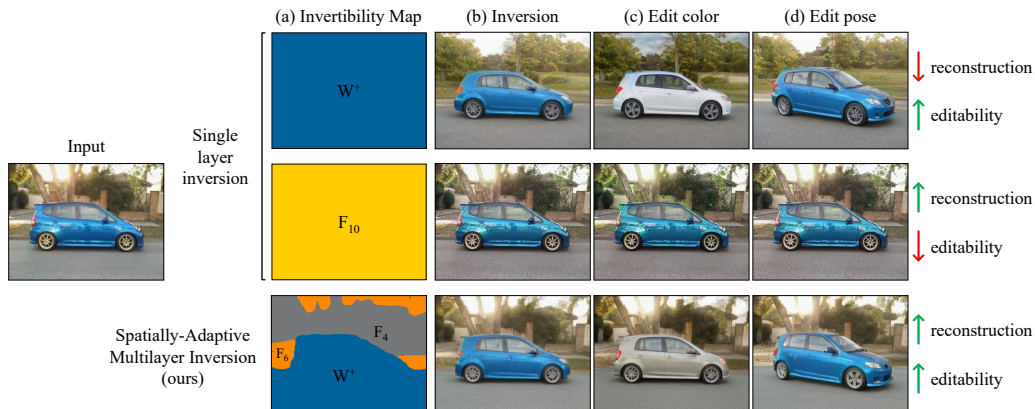 (a) Invertibility Map (b) Inversion (c) Edit color (d) Edit pose
Input
Single
layer
inversion
W⁺
reconstruction
editability
F₁₀
reconstruction
editability
Spatially-Adaptive
Multilayer Inversion
(ours)
F₄
F₆
W⁺
reconstruction
editability